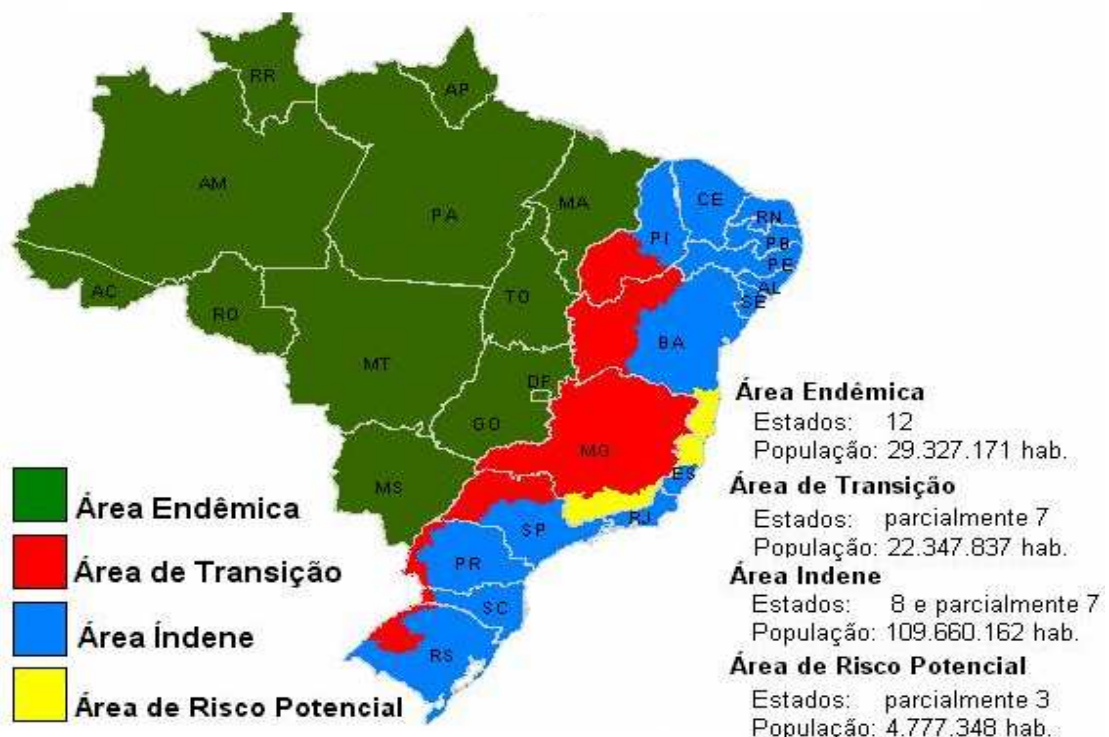 RR
AP
AM
PA
MA
CE
RN
PI
PB
PE
AL
SE
AC
RO
TO
BA
MT
DF
GO
MG
ES
MS
SP
RJ
PR
SC
RS
Área Endêmica
Área de Transição
Área Índene
Área de Risco Potencial
Área Endêmica
Estados: 12
População: 29.327.171 hab.
Área de Transição
Estados: parcialmente 7
População: 22.347.837 hab.
Área Indene
Estados: 8 e parcialmente 7
População: 109.660.162 hab.
Área de Risco Potencial
Estados: parcialmente 3
População: 4.777.348 hab.